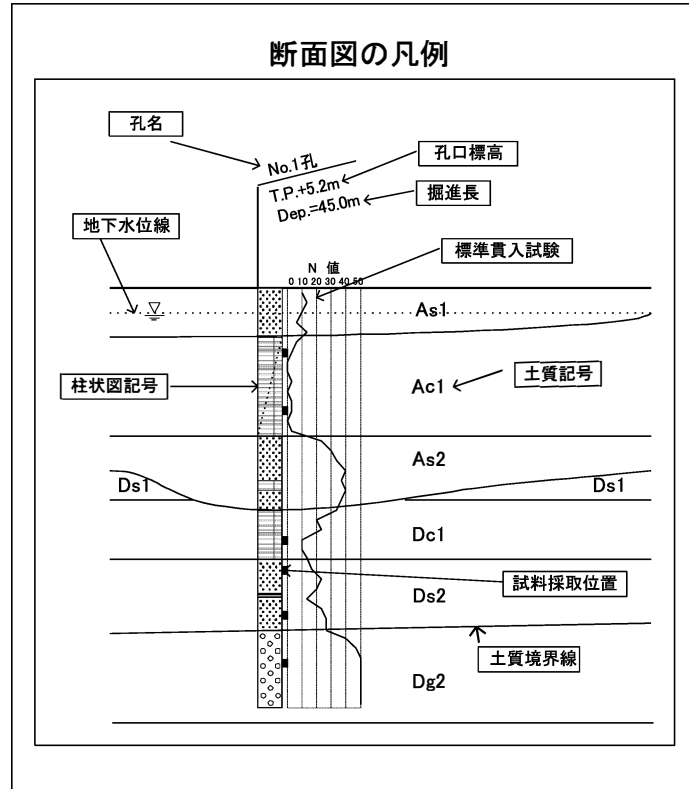 断面図の凡例
孔名
No.1孔
孔口標高
T.P.+5.2m
掘進長
Dep.=45.0m
地下水位線
標準貫入試験
N 値
0 10 20 30 40 50
As1
柱状図記号
Ac1
土質記号
As2
Ds1
Ds1
Dc1
試料採取位置
Ds2
土質境界線
Dg2